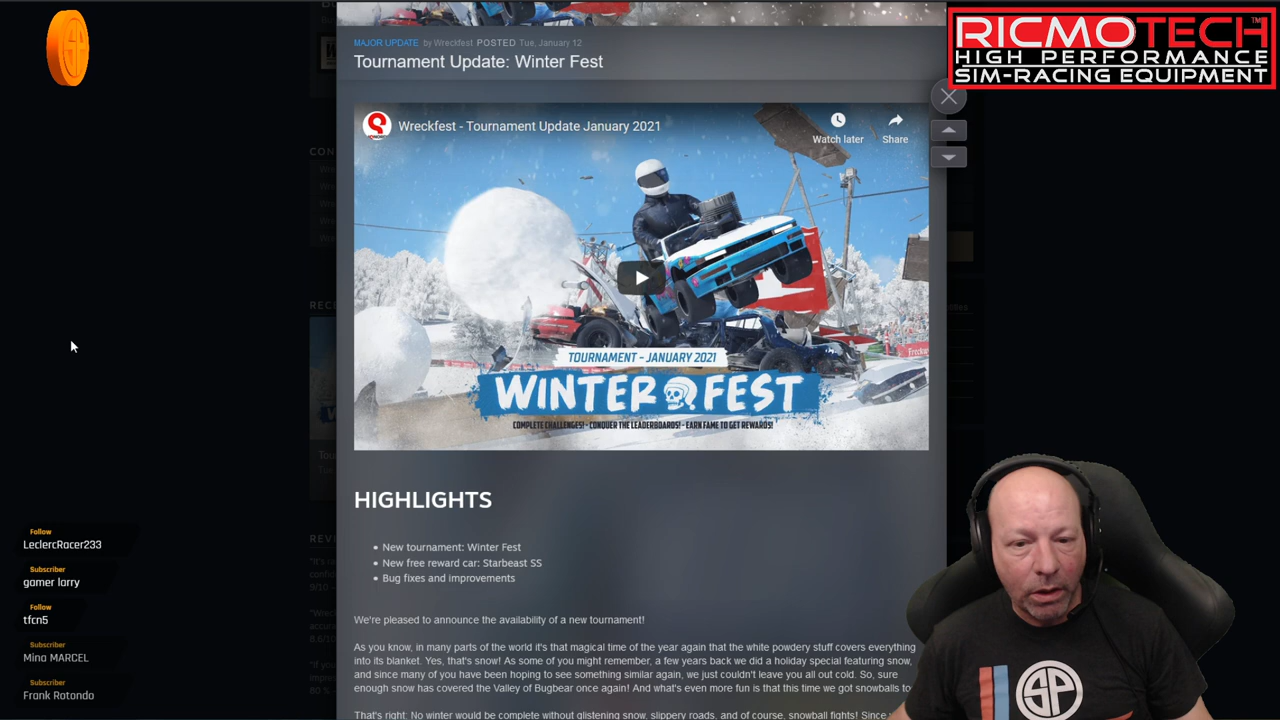 RICMOTECH™
HIGH PERFORMANCE
SIM-RACING EQUIPMENT
MAJOR UPDATE by Wreckfest POSTED Tue, January 12
Tournament Update: Winter Fest
Wreckfest - Tournament Update January 2021
Watch later
Share
TOURNAMENT - JANUARY 2021
WINTER FEST
COMPLETE CHALLENGES! - CONQUER THE LEADERBOARDS! - EARN FAME TO GET REWARDS!
HIGHLIGHTS
• New tournament: Winter Fest
• New free reward car: Starbeast SS
• Bug fixes and improvements
We're pleased to announce the availability of a new tournament!
As you know, in many parts of the world it's that magical time of the year again that the white powdery stuff covers everything
into its blanket. Yes, that's snow! As some of you might remember, a few years back we did a holiday special featuring snow,
and since many of you have been hoping to see something similar again, we just couldn't leave you all out cold. So, sure
enough snow has covered the Valley of Bugbear once again! And what's even more fun is that this time we got snowballs to
That's right: No winter would be complete without glistening snow, slippery roads, and of course, snowball fights! Since
Follow
LeclercRacer233
Subscriber
gamer larry
Follow
tfcn5
Subscriber
Mina MARCEL
Subscriber
Frank Rotondo
SP
SP